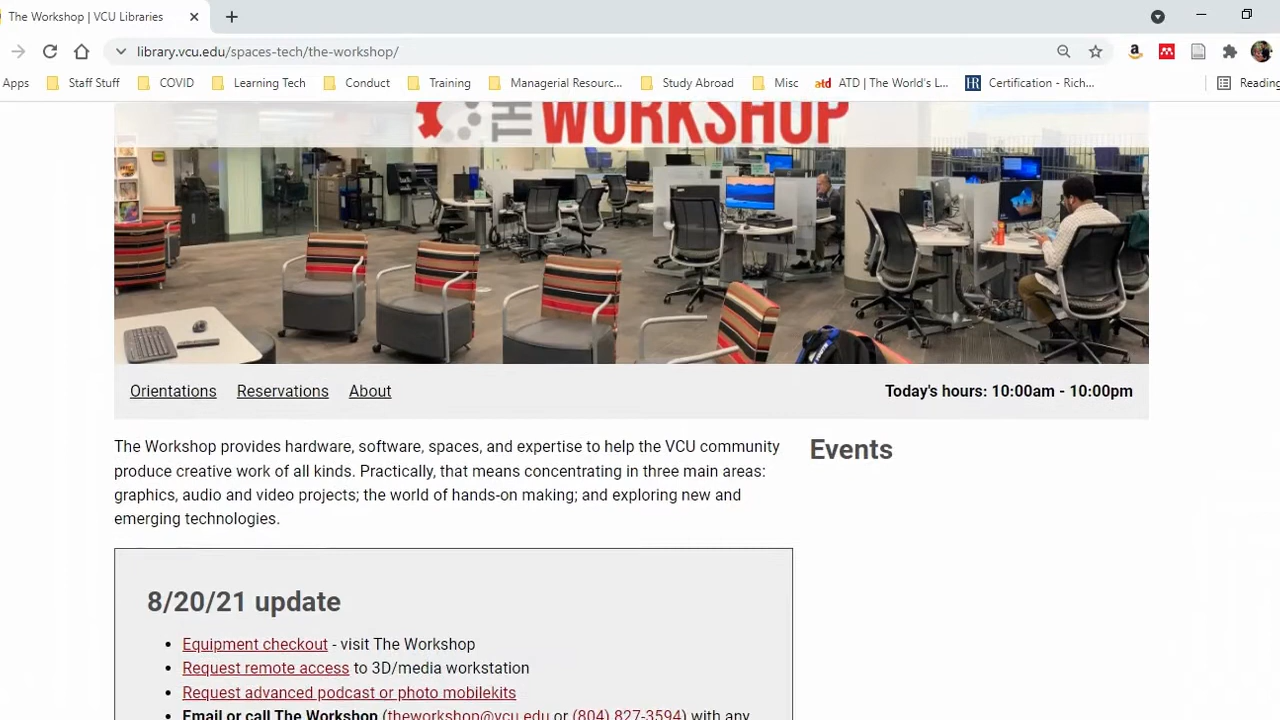 The Workshop | VCU Libraries
library.vcu.edu/spaces-tech/the-workshop/
Apps Staff Stuff COVID Learning Tech Conduct Training Managerial Resourc... Study Abroad Misc atd ATD | The World's L... HR Certification - Rich... Reading
THE WORKSHOP
Orientations Reservations About Today's hours: 10:00am - 10:00pm
The Workshop provides hardware, software, spaces, and expertise to help the VCU community
produce creative work of all kinds. Practically, that means concentrating in three main areas:
graphics, audio and video projects; the world of hands-on making; and exploring new and
emerging technologies.
Events
8/20/21 update
• Equipment checkout - visit The Workshop
• Request remote access to 3D/media workstation
• Request advanced podcast or photo mobilekits
• Email or call The Workshop (theworkshop@vcu.edu or (804) 827-3594) with any